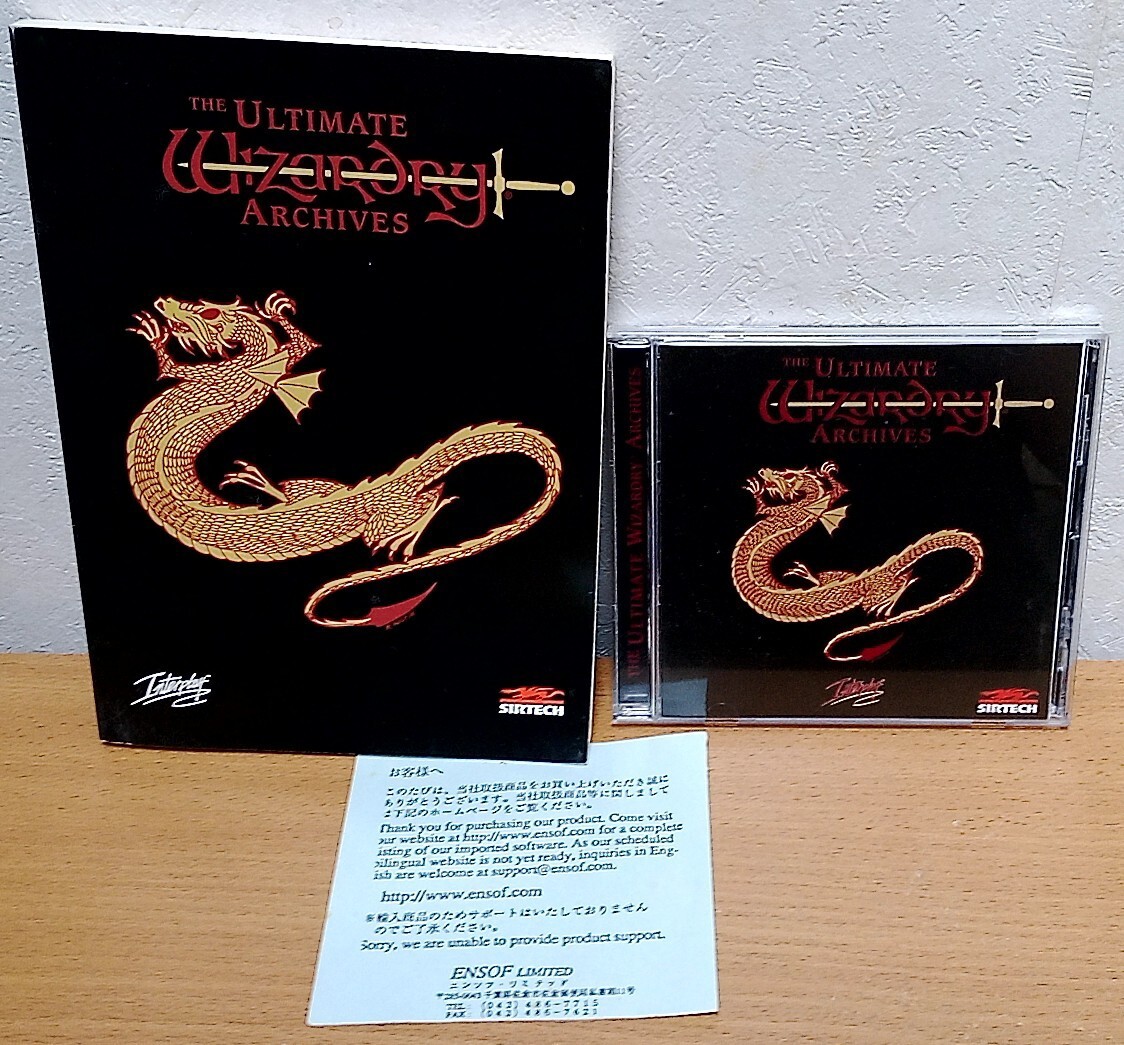 THE ULTIMATE
Wizardry
ARCHIVES
Interplay
SIRTECH
THE ULTIMATE WIZARDRY ARCHIVES
THE ULTIMATE
Wizardry
ARCHIVES
Interplay
SIRTECH
お客様へ
このたびは、当社取扱商品をお買い上げいただき誠に
ありがとうございます。当社取扱商品等に関しまして
下記のホームページをご覧ください。
Thank you for purchasing our product. Come visit
our website at http://www.ensof.com for a complete
listing of our imported software. As our scheduled
bilingual website is not yet ready, inquiries in Eng-
ish are welcome at support@ensof.com.
http://www.ensof.com
※輸入商品のためサポートはいたしておりません
のでご了承ください。
Sorry, we are unable to provide product support.
ENSOF LIMITED
エンソフ・リミテッド
TEL: (042) 486-7715
FAX: (042) 486-7621